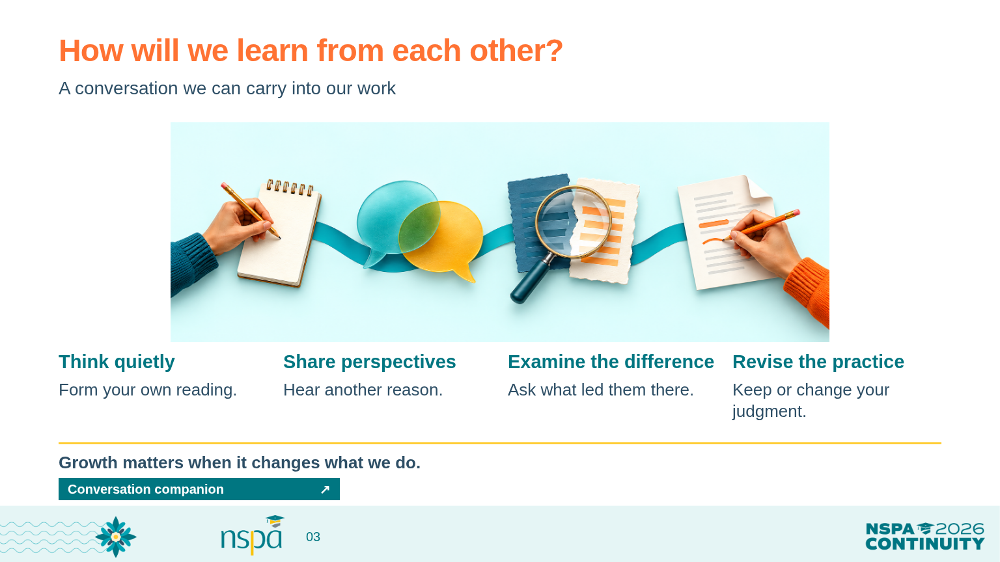 How will we learn from each other?
A conversation we can carry into our work
Think quietly
Form your own reading.
Share perspectives
Hear another reason.
Examine the difference
Ask what led them there.
Revise the practice
Keep or change your
judgment.
Growth matters when it changes what we do.
Conversation companion ↗
nspa
03
NSPA 2026
CONTINUITY